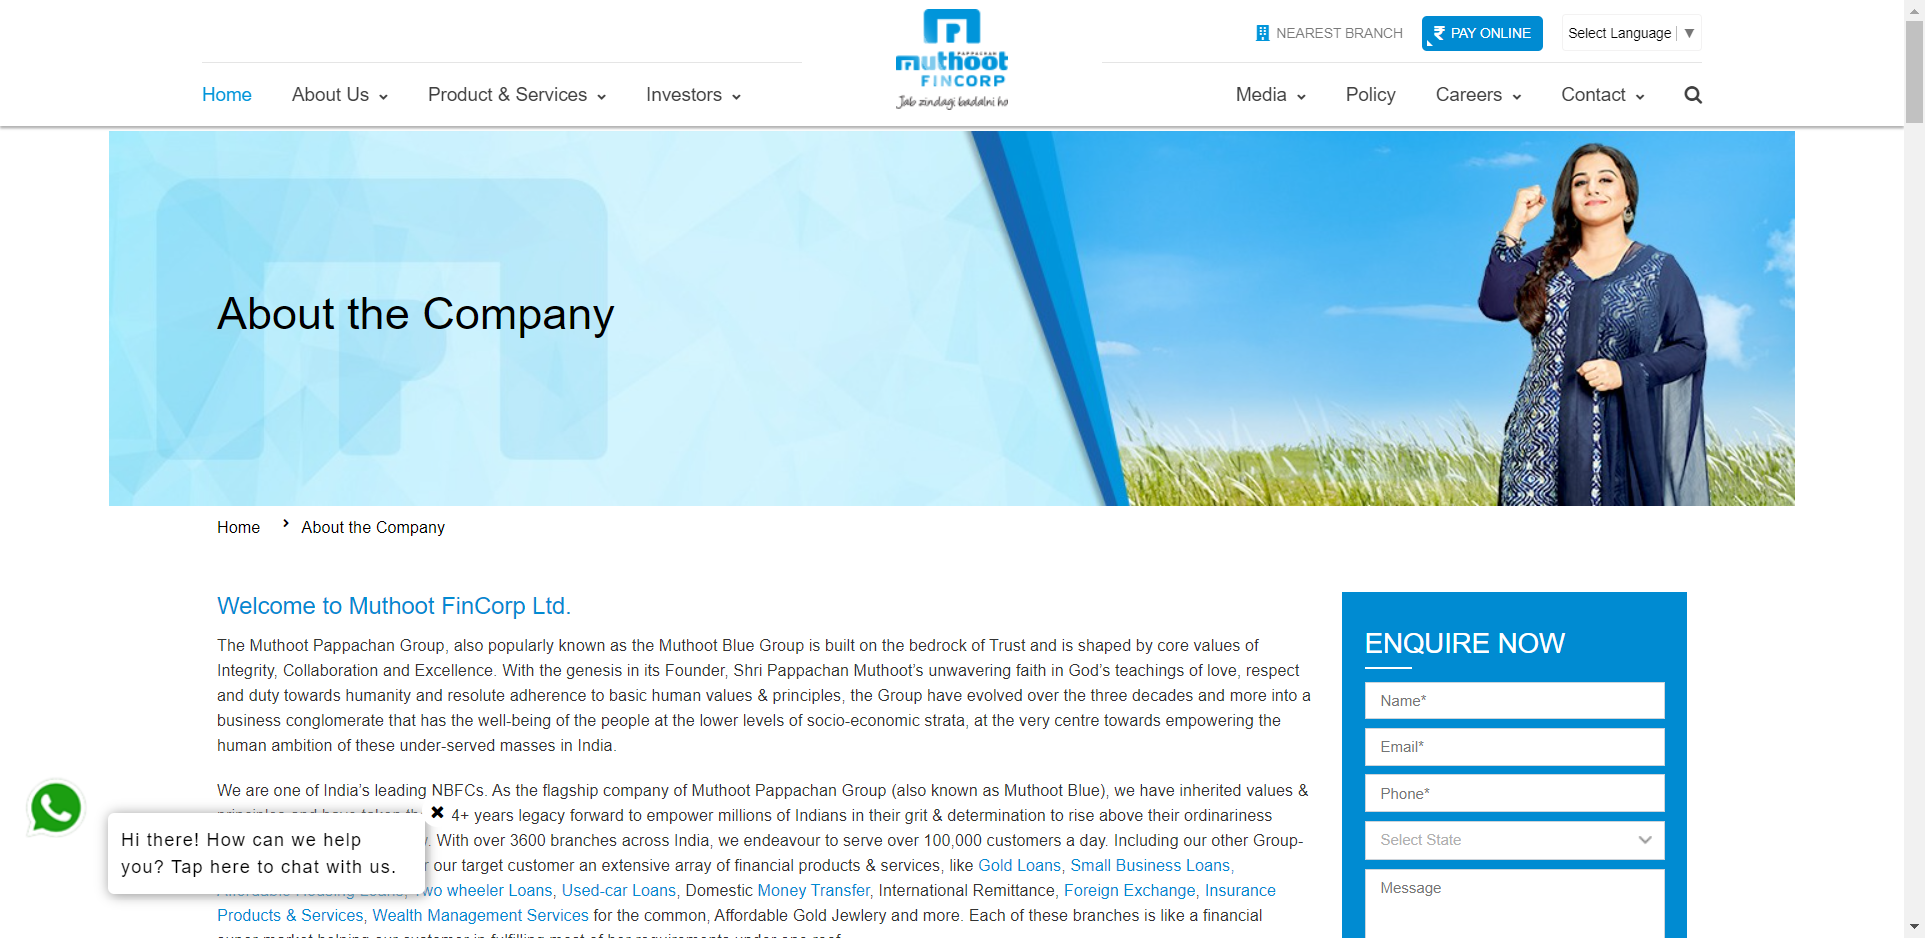 NEAREST BRANCH
PAY ONLINE
Select Language ▼
PAPPACHAN
muthoot
FINCORP
Jab zindagi badalni ho
Home
About Us
Product & Services
Investors
Media
Policy
Careers
Contact
About the Company
Home › About the Company
Welcome to Muthoot FinCorp Ltd.
The Muthoot Pappachan Group, also popularly known as the Muthoot Blue Group is built on the bedrock of Trust and is shaped by core values of
Integrity, Collaboration and Excellence. With the genesis in its Founder, Shri Pappachan Muthoot’s unwavering faith in God’s teachings of love, respect
and duty towards humanity and resolute adherence to basic human values & principles, the Group have evolved over the three decades and more into a
business conglomerate that has the well-being of the people at the lower levels of socio-economic strata, at the very centre towards empowering the
human ambition of these under-served masses in India.
We are one of India’s leading NBFCs. As the flagship company of Muthoot Pappachan Group (also known as Muthoot Blue), we have inherited values &
4+ years legacy forward to empower millions of Indians in their grit & determination to rise above their ordinariness
With over 3600 branches across India, we endeavour to serve over 100,000 customers a day. Including our other Group-
our target customer an extensive array of financial products & services, like Gold Loans, Small Business Loans,
wheeler Loans, Used-car Loans, Domestic Money Transfer, International Remittance, Foreign Exchange, Insurance
Products & Services, Wealth Management Services for the common, Affordable Gold Jewlery and more. Each of these branches is like a financial
Hi there! How can we help
you? Tap here to chat with us.
ENQUIRE NOW
Name*
Email*
Phone*
Select State
Message